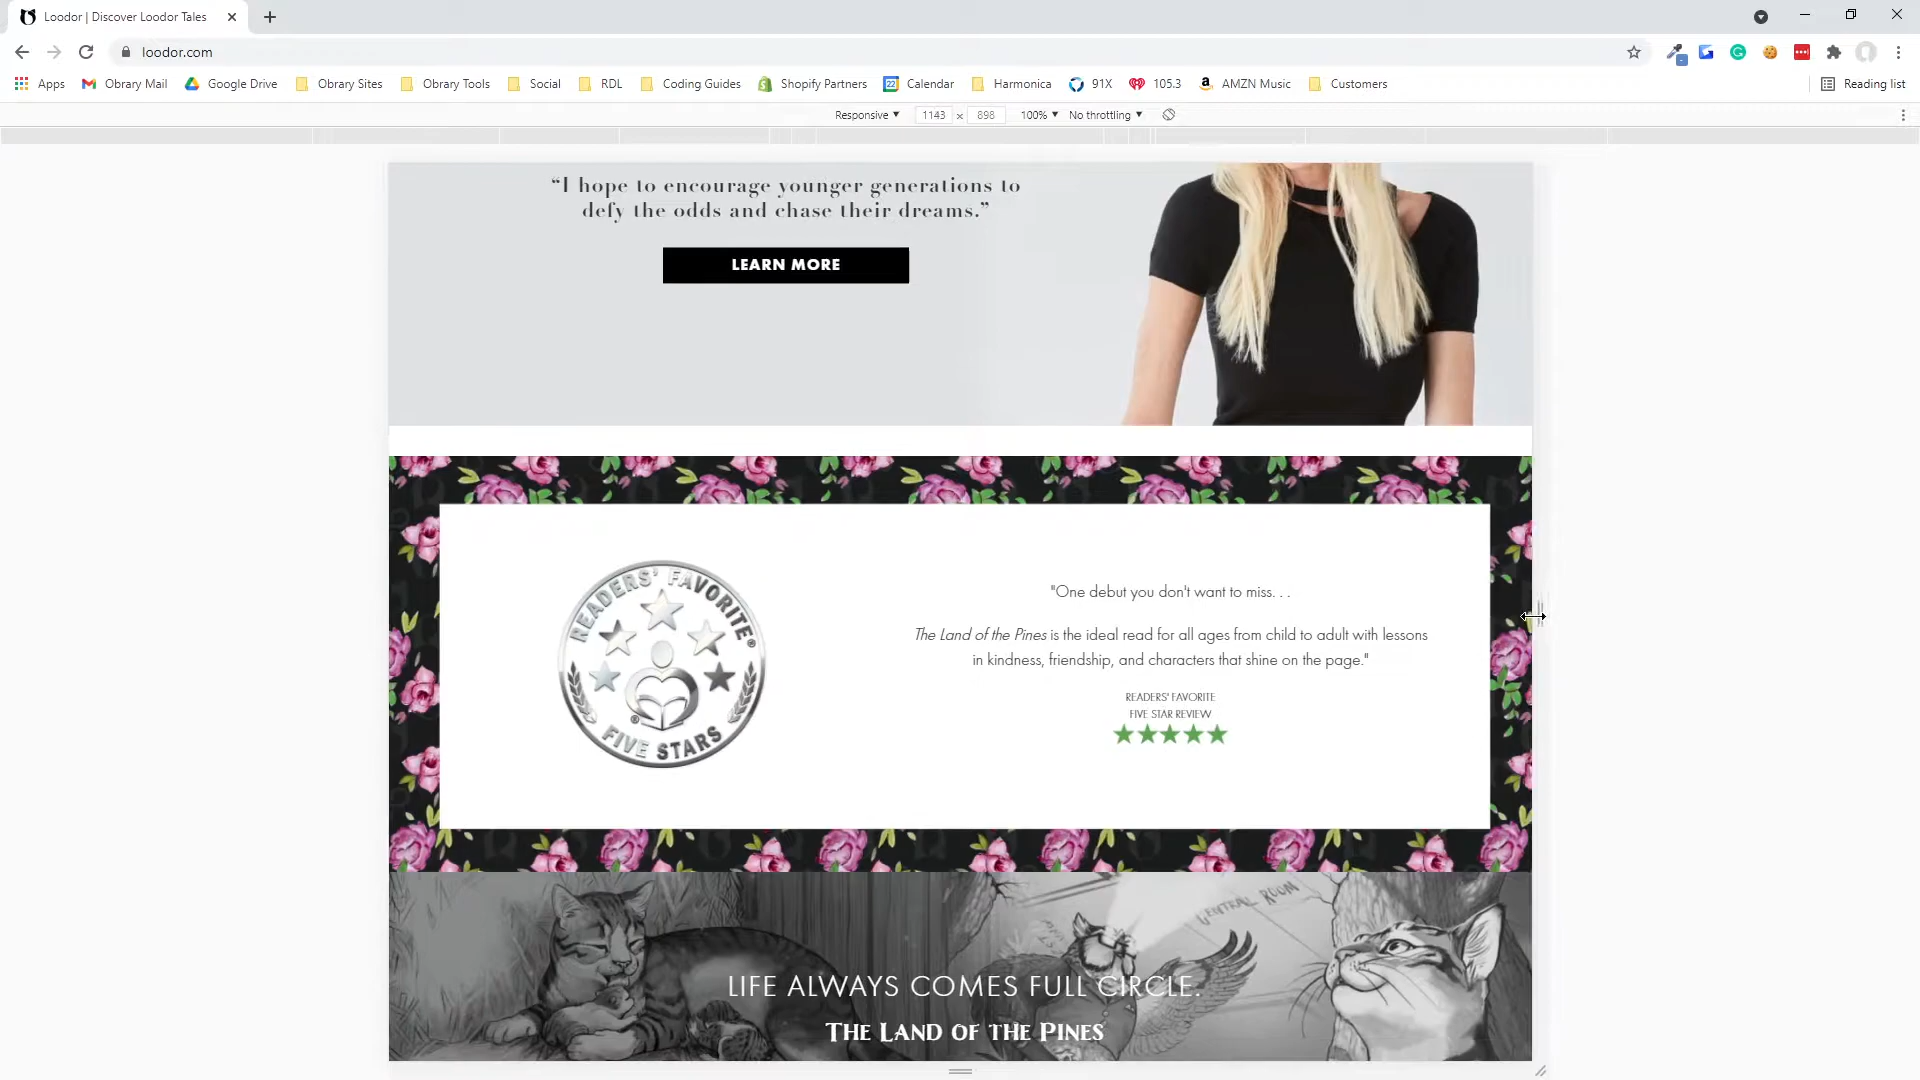 Loodor | Discover Loodor Tales
loodor.com
Apps Obrary Mail Google Drive Obrary Sites Obrary Tools Social RDL Coding Guides Shopify Partners 22 Calendar Harmonica 91X 105.3 AMZN Music Customers Reading list
Responsive 1143 × 898 100% No throttling
“I hope to encourage younger generations to
defy the odds and chase their dreams.”
LEARN MORE
READERS' FAVORITE®
FIVE STARS
"One debut you don't want to miss. . .
The Land of the Pines is the ideal read for all ages from child to adult with lessons
in kindness, friendship, and characters that shine on the page."
READERS' FAVORITE
FIVE STAR REVIEW
CENTRAL ROOM
LIFE ALWAYS COMES FULL CIRCLE.
THE LAND OF THE PINES